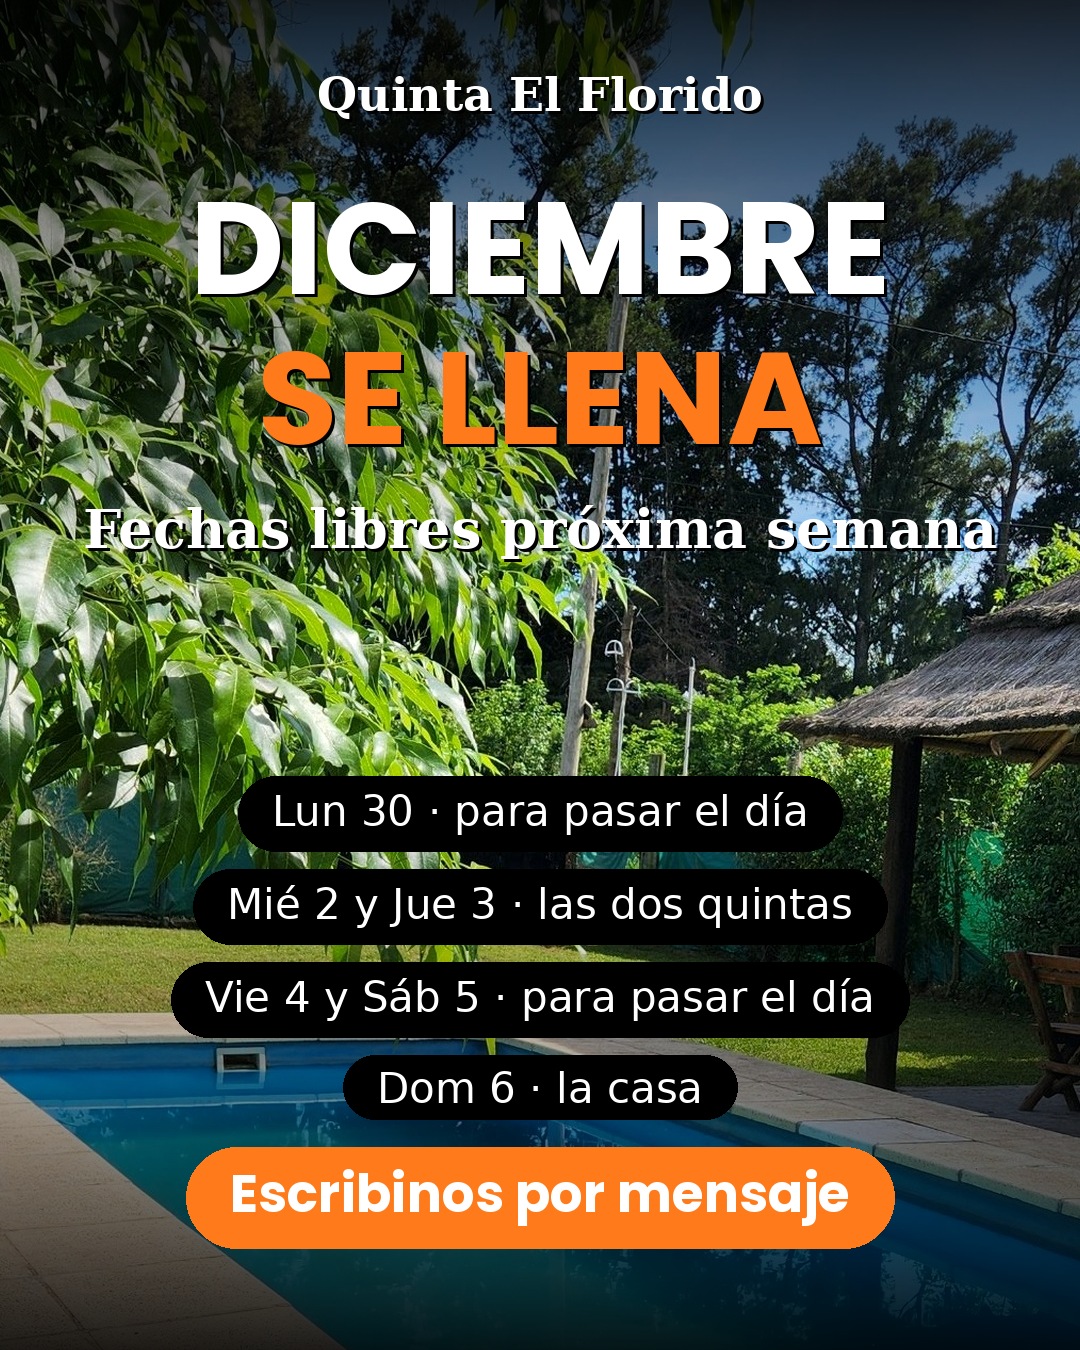 Quinta El Florido
DICIEMBRE
SE LLENA
Fechas libres próxima semana
Lun 30 · para pasar el día
Mié 2 y Jue 3 · las dos quintas
Vie 4 y Sáb 5 · para pasar el día
Dom 6 · la casa
Escribinos por mensaje